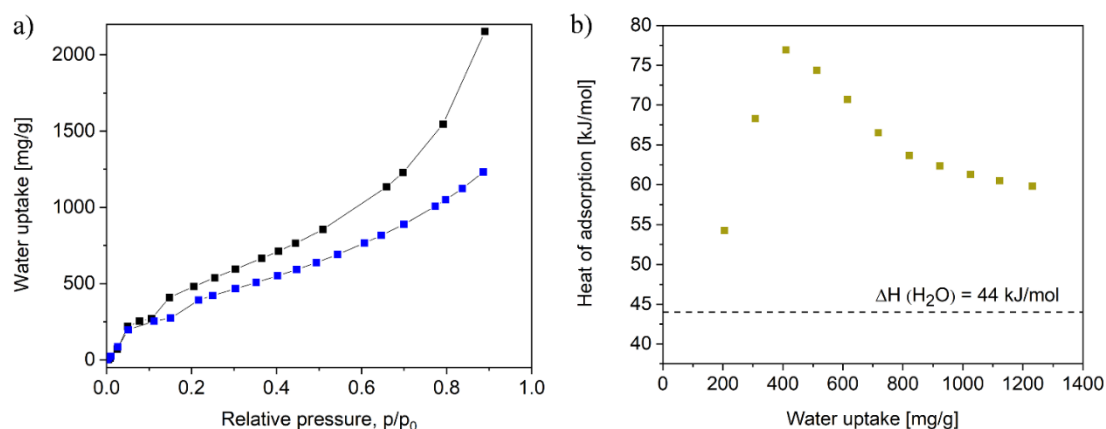 a)
Water uptake [mg/g]
2000
1500
1000
500
0
0.0 0.2 0.4 0.6 0.8 1.0
Relative pressure, p/p₀
b)
Heat of adsorption [kJ/mol]
80
75
70
65
60
55
50
45
40
ΔH (H₂O) = 44 kJ/mol
0 200 400 600 800 1000 1200 1400
Water uptake [mg/g]